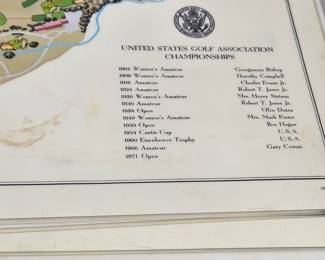 UNITED STATES GOLF ASSOCIATION
CHAMPIONSHIPS
1904 Women's Amateur Georgianna Bishop
1909 Women's Amateur Dorothy Campbell
1916 Amateur Charles Evans Jr.
1924 Amateur Robert T. Jones Jr.
1926 Women's Amateur Mrs. Henry Stetson
1930 Amateur Robert T. Jones Jr.
1934 Open Olin Dutra
1949 Women's Amateur Mrs. Mark Porter
1950 Open Ben Hogan
1954 Curtis Cup U.S.A.
1960 Eisenhower Trophy U.S.A.
1966 Amateur Gary Cowan
1971 Open